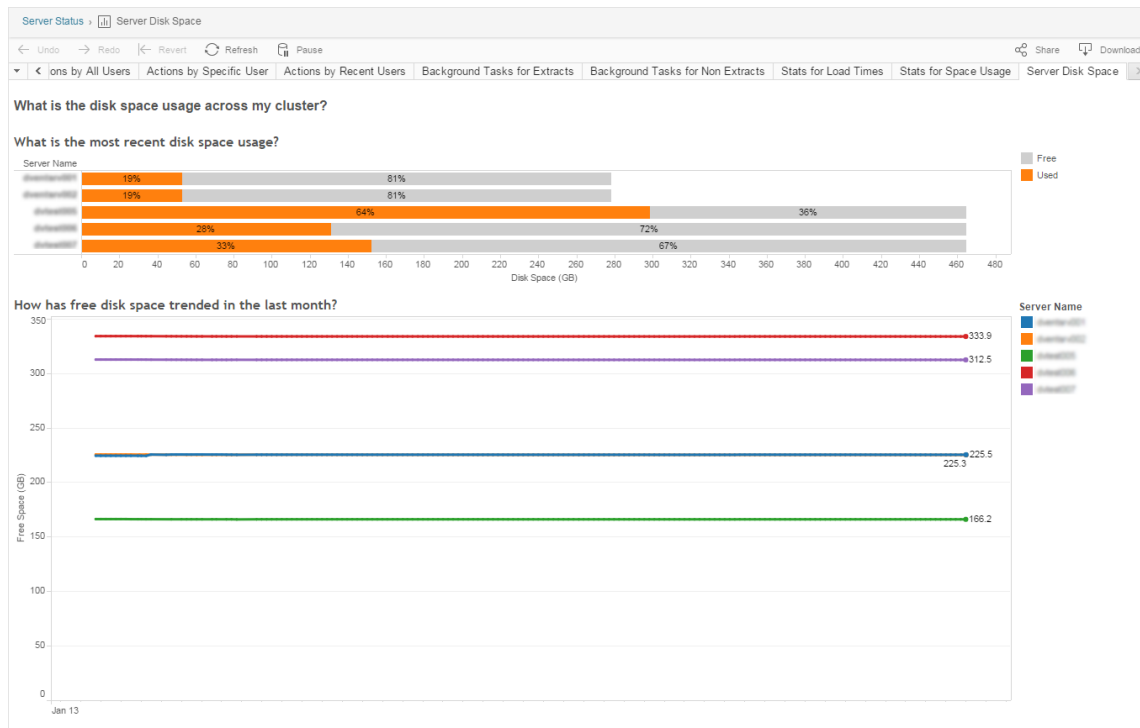 Server Status › Server Disk Space
Undo Redo Revert Refresh Pause Share Download
ons by All Users Actions by Specific User Actions by Recent Users Background Tasks for Extracts Background Tasks for Non Extracts Stats for Load Times Stats for Space Usage Server Disk Space
What is the disk space usage across my cluster?
What is the most recent disk space usage?
Server Name
19% 81%
19% 81%
64% 36%
28% 72%
33% 67%
0 20 40 60 80 100 120 140 160 180 200 220 240 260 280 300 320 340 360 380 400 420 440 460 480
Disk Space (GB)
Free
Used
How has free disk space trended in the last month?
350
300
250
200
150
100
50
0
Free Space (GB)
333.9
312.5
225.5
225.3
166.2
Jan 13
Server Name